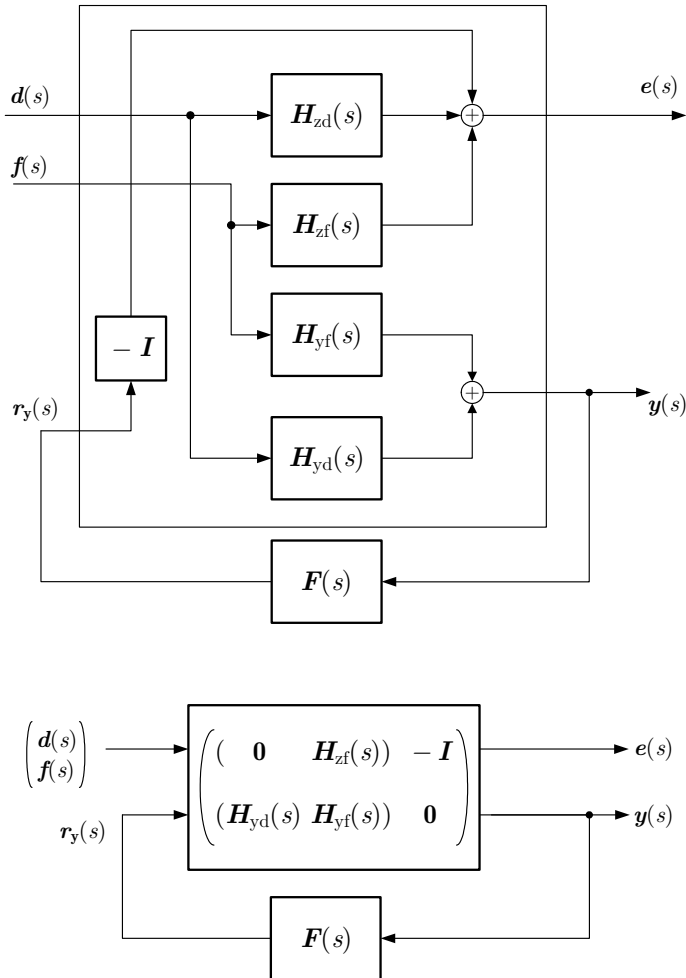 d(s)
e(s)
H_zd(s)
+
f(s)
H_zf(s)
H_yf(s)
− I
r_y(s)
+
y(s)
H_yd(s)
F(s)
( d(s) f(s) )
( 0 H_zf(s)) − I
e(s)
(H_yd(s) H_yf(s)) 0
r_y(s)
y(s)
F(s)